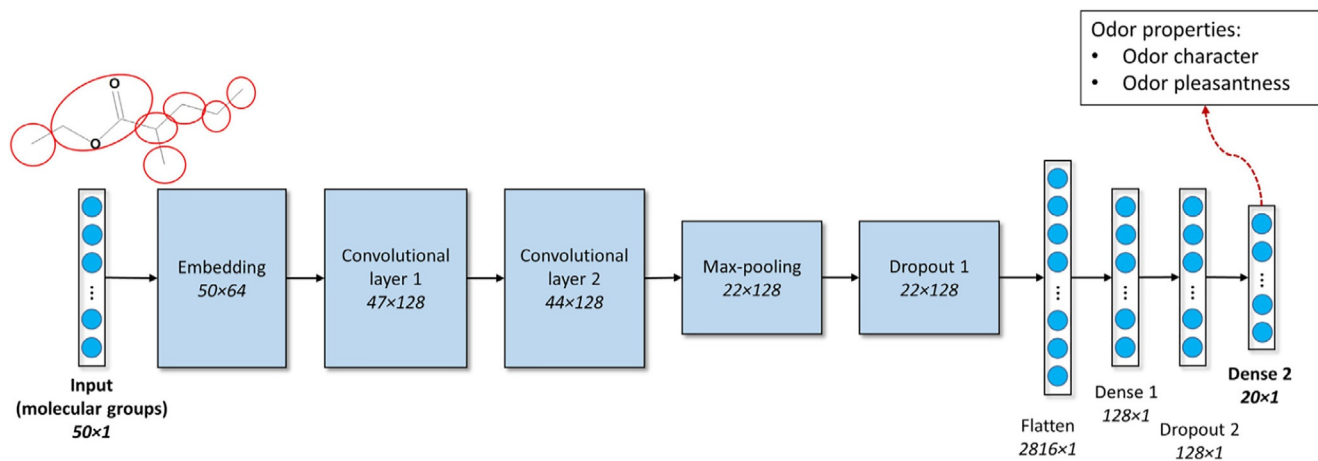 Odor properties:
• Odor character
• Odor pleasantness
O
O
Input
(molecular groups)
50×1
Embedding
50×64
Convolutional
layer 1
47×128
Convolutional
layer 2
44×128
Max-pooling
22×128
Dropout 1
22×128
Flatten
2816×1
Dense 1
128×1
Dropout 2
128×1
Dense 2
20×1